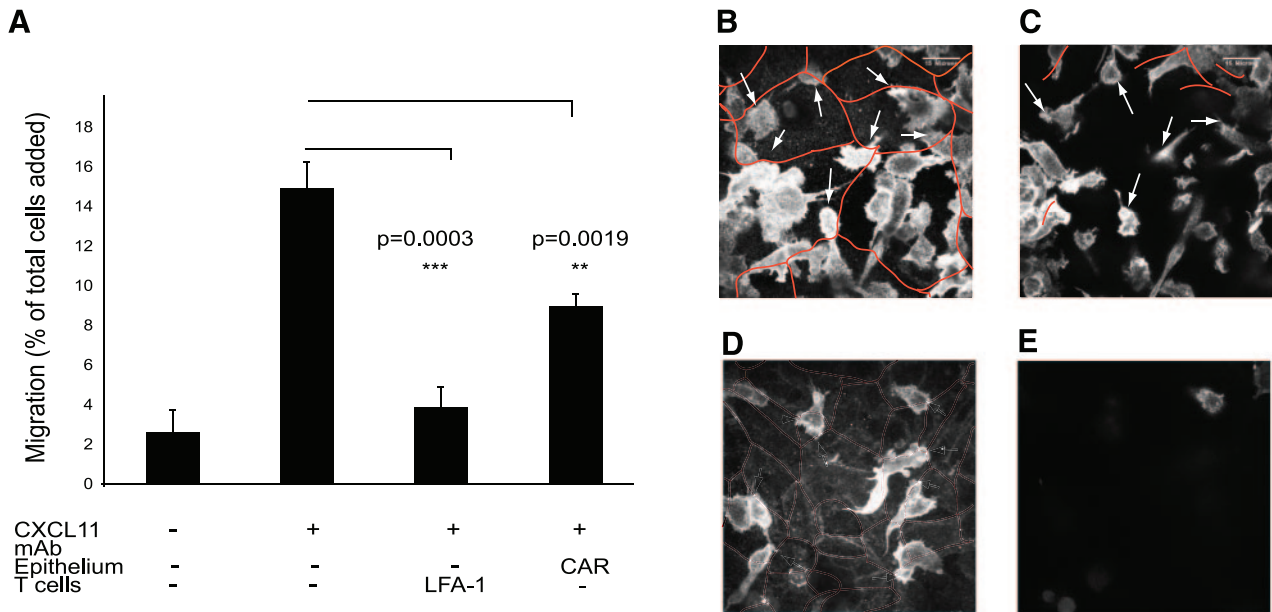 A
B
C
Migration (% of total cells added)
18
16
14
12
10
8
6
4
2
0
p=0.0003
***
p=0.0019
**
CXCL11 - + + +
mAb
Epithelium - - - CAR
T cells - - LFA-1 -
D
E